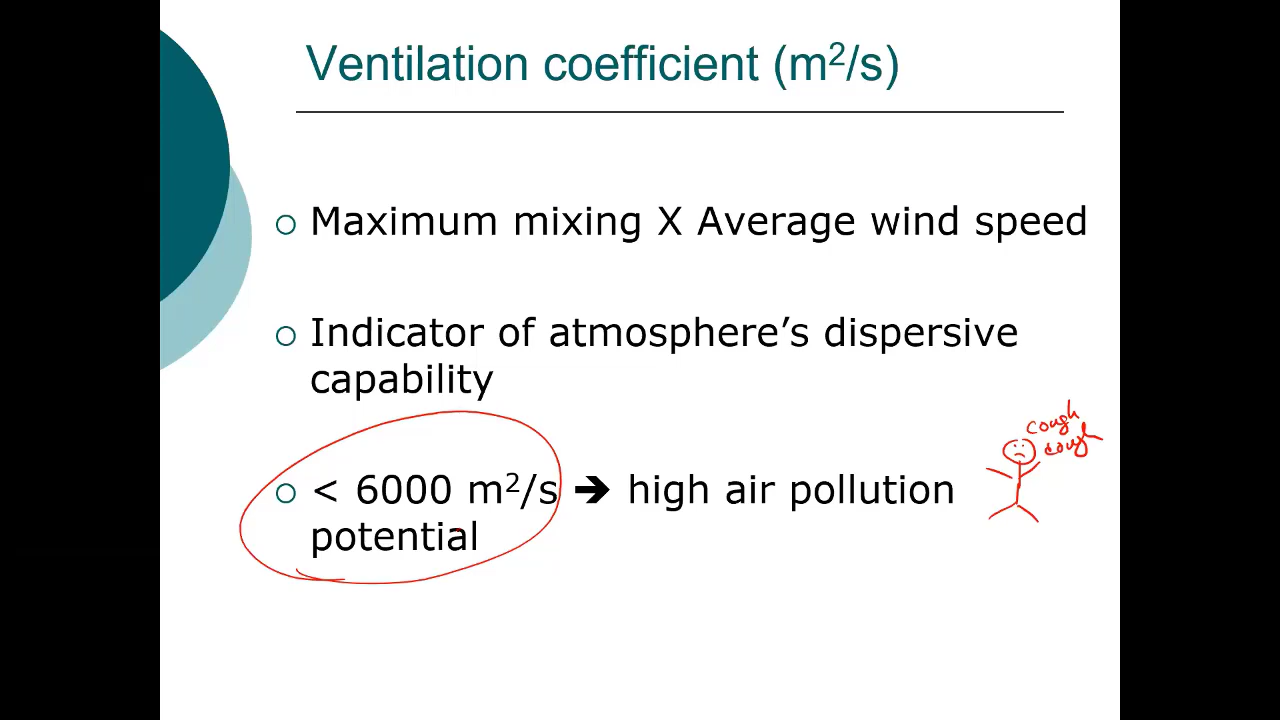 Ventilation coefficient (m²/s)
Maximum mixing X Average wind speed
Indicator of atmosphere’s dispersive
capability
cough
cough
< 6000 m²/s ➔ high air pollution
potential